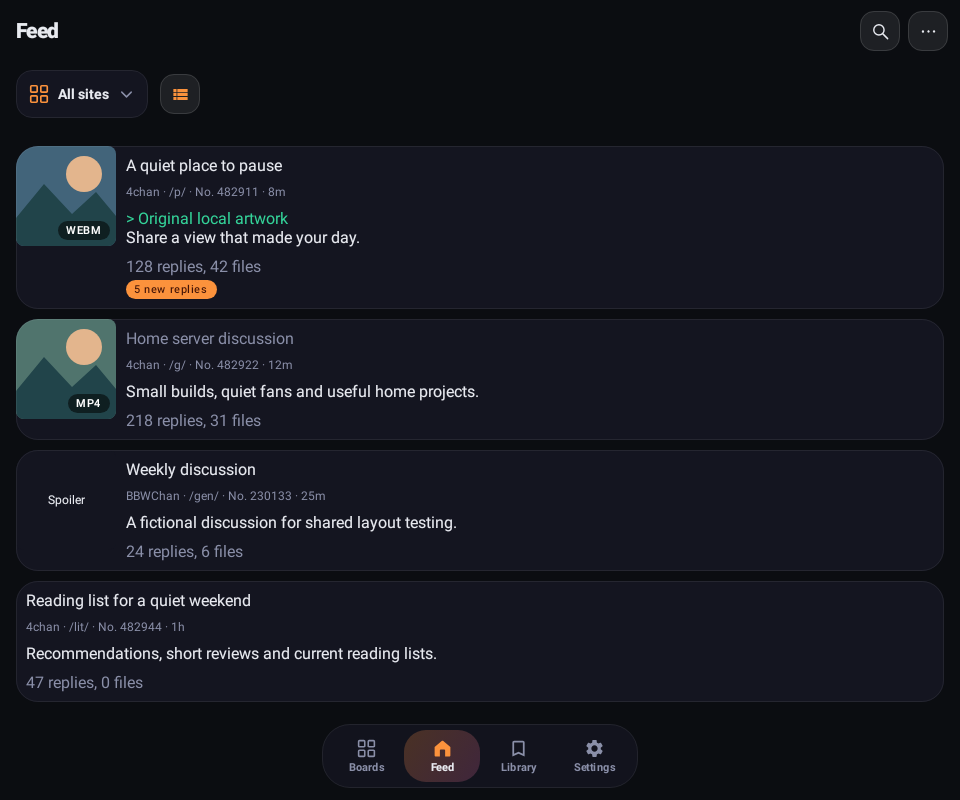 Feed
All sites
A quiet place to pause
4chan · /p/ · No. 482911 · 8m
> Original local artwork
WEBM
Share a view that made your day.
128 replies, 42 files
5 new replies
Home server discussion
4chan · /g/ · No. 482922 · 12m
Small builds, quiet fans and useful home projects.
MP4
218 replies, 31 files
Weekly discussion
4chan · /gen/ · No. 230133 · 25m
Spoiler
A fictional discussion for shared layout testing.
24 replies, 6 files
Reading list for a quiet weekend
4chan · /lit/ · No. 482944 · 1h
Recommendations, short reviews and current reading lists.
47 replies, 0 files
Boards
Feed
Library
Settings